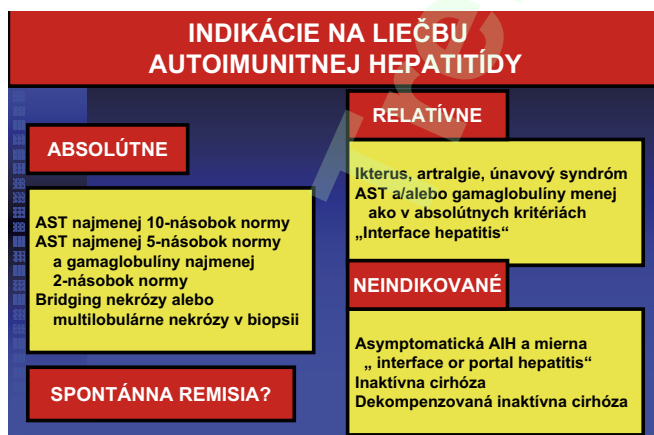 INDIKÁCIE NA LIEČBU
AUTOIMUNITNEJ HEPATITÍDY
ABSOLÚTNE
AST najmenej 10-násobok normy
AST najmenej 5-násobok normy
a gamaglobulíny najmenej
2-násobok normy
Bridging nekrózy alebo
multilobulárne nekrózy v biopsii
SPONTÁNNA REMISIA?
RELATÍVNE
Ikterus, artralgie, únavový syndróm
AST a/alebo gamaglobulíny menej
ako v absolútnych kritériách
„Interface hepatitis“
NEINDIKOVANÉ
Asymptomatická AIH a mierna
„ interface or portal hepatitis“
Inaktívna cirhóza
Dekompenzovaná inaktívna cirhóza